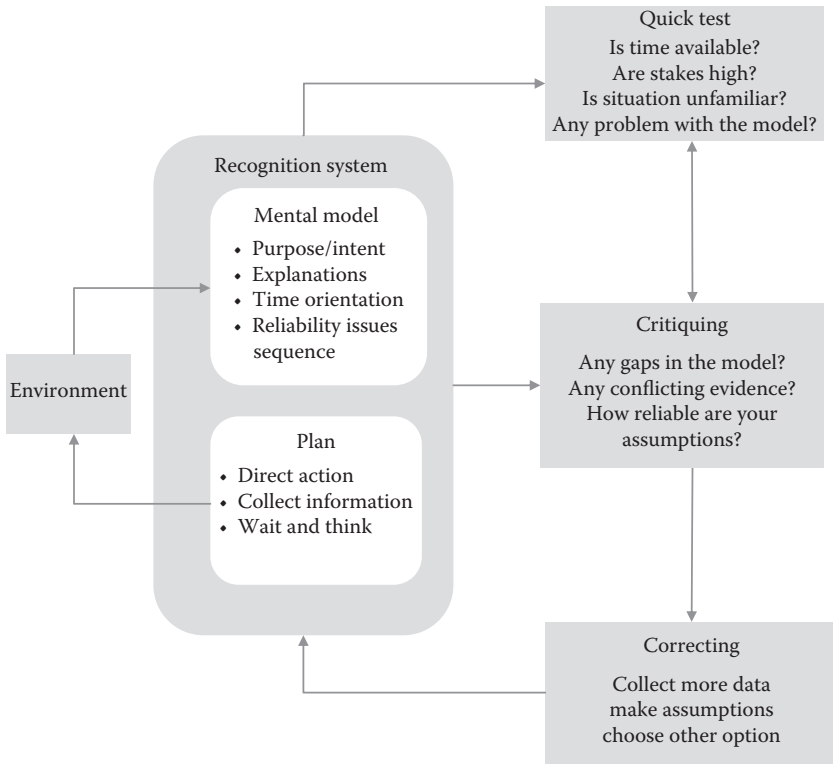 Quick test
Is time available?
Are stakes high?
Is situation unfamiliar?
Any problem with the model?
Recognition system
Mental model
• Purpose/intent
• Explanations
• Time orientation
• Reliability issues
sequence
Environment
Plan
• Direct action
• Collect information
• Wait and think
Critiquing
Any gaps in the model?
Any conflicting evidence?
How reliable are your
assumptions?
Correcting
Collect more data
make assumptions
choose other option